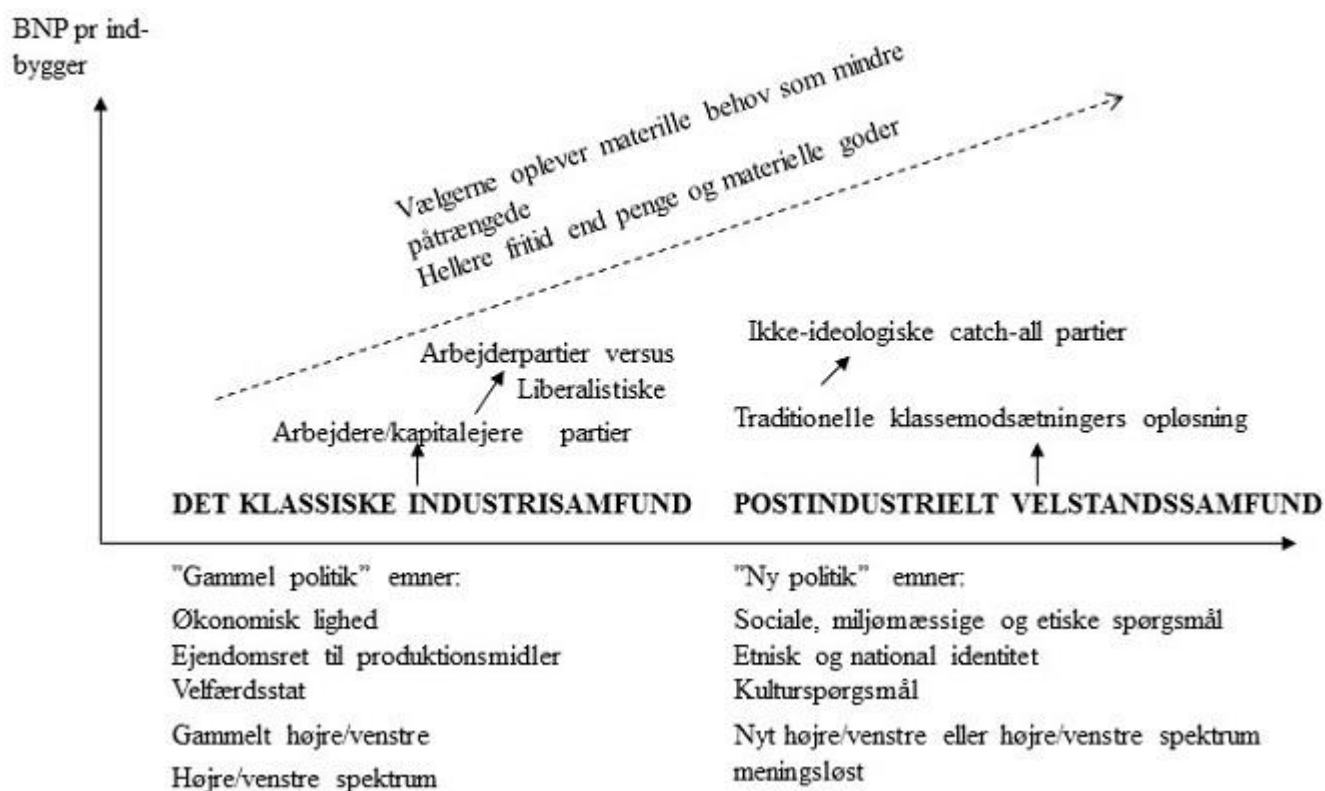 BNP pr ind-
bygger
Vælgerne oplever materille behov som mindre
påtrængede
Hellere fritid end penge og materielle goder
Arbejderpartier versus
Liberalistiske
Arbejdere/kapitalejere partier
Ikke-ideologiske catch-all partier
Traditionelle klassemodsætningers opløsning
DET KLASSISKE INDUSTRISAMFUND
POSTINDUSTRIELT VELSTANDSSAMFUND
”Gammel politik” emner:
Økonomisk lighed
Ejendomsret til produktionsmidler
Velfærdsstat
Gammelt højre/venstre
Højre/venstre spektrum
”Ny politik” emner:
Sociale, miljømæssige og etiske spørgsmål
Etnisk og national identitet
Kulturspørgsmål
Nyt højre/venstre eller højre/venstre spektrum
meningsløst